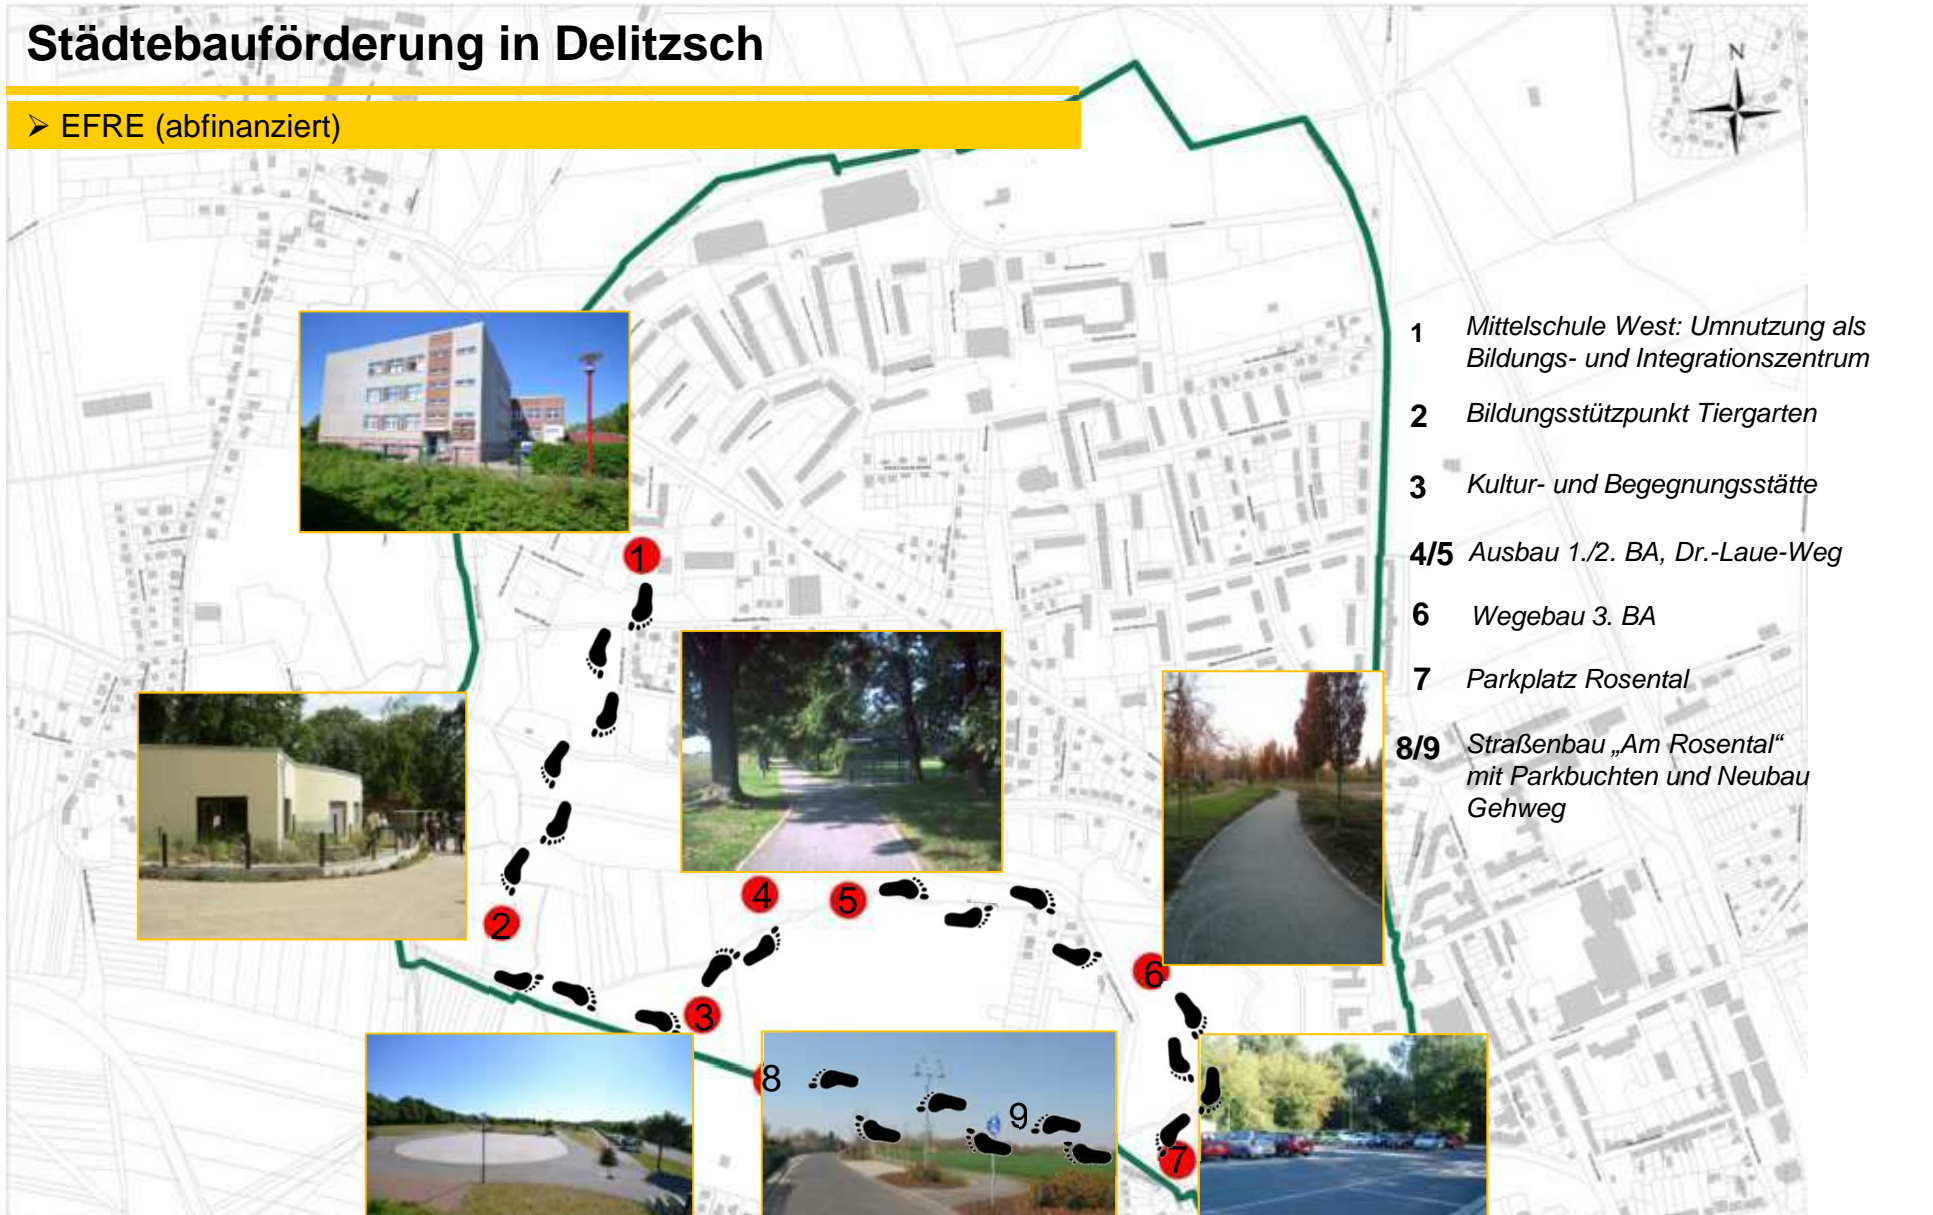 Städtebauförderung in Delitzsch
➢ EFRE (abfinanziert)
N
1 Mittelschule West: Umnutzung als
Bildungs- und Integrationszentrum
2 Bildungsstützpunkt Tiergarten
3 Kultur- und Begegnungsstätte
4/5 Ausbau 1./2. BA, Dr.-Laue-Weg
6 Wegebau 3. BA
7 Parkplatz Rosental
8/9 Straßenbau „Am Rosental“
mit Parkbuchten und Neubau
Gehweg
1
2
4
5
6
3
8
9
7